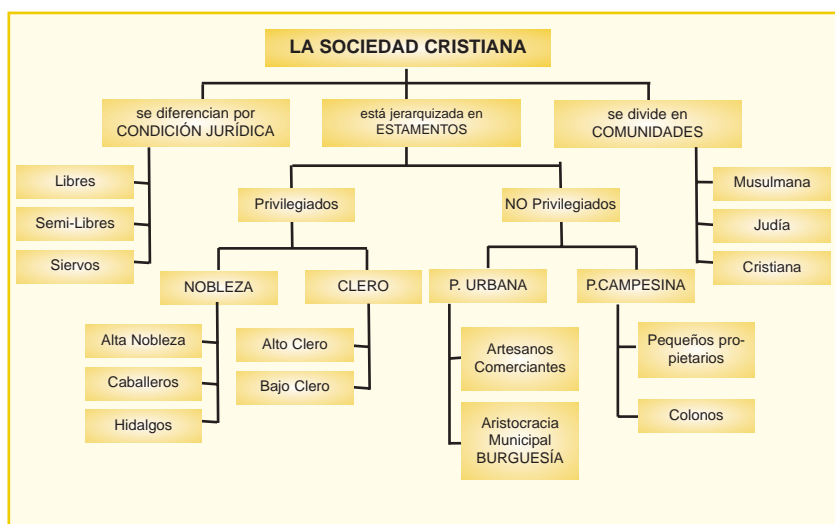 LA SOCIEDAD CRISTIANA
se diferencian por
CONDICIÓN JURÍDICA
está jerarquizada en
ESTAMENTOS
se divide en
COMUNIDADES
Libres
Semi-Libres
Siervos
Privilegiados
NO Privilegiados
Musulmana
Judía
Cristiana
NOBLEZA
CLERO
P. URBANA
P.CAMPESINA
Alta Nobleza
Caballeros
Hidalgos
Alto Clero
Bajo Clero
Artesanos
Comerciantes
Aristocracia
Municipal
BURGUESÍA
Pequeños pro-
pietarios
Colonos